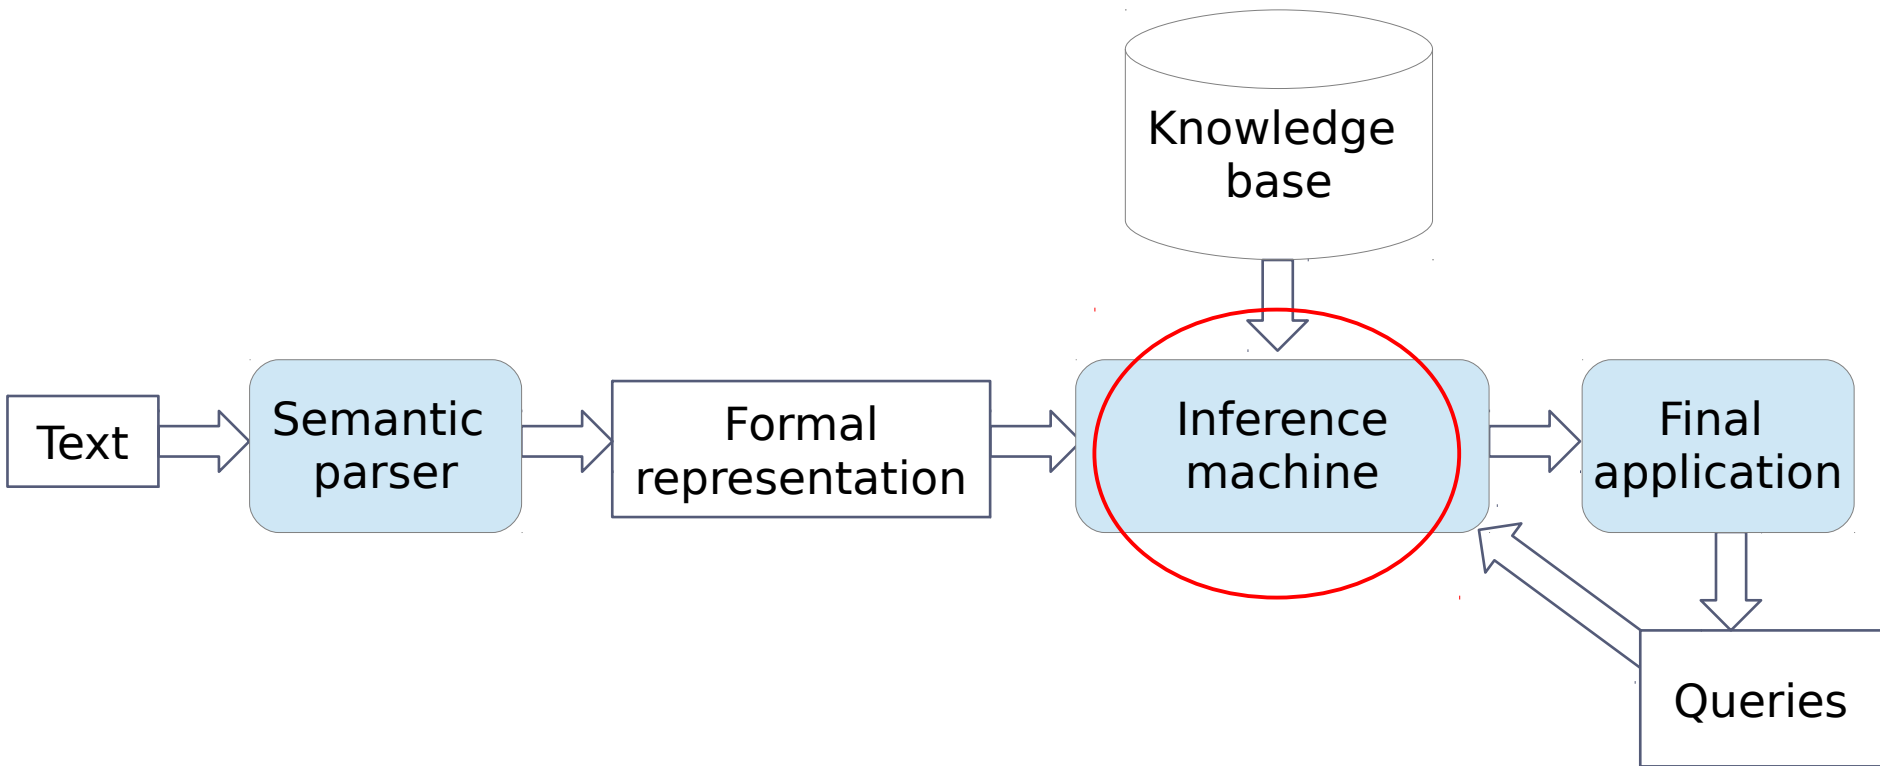 Knowledge
base
Text
Semantic
parser
Formal
representation
Inference
machine
Final
application
Queries